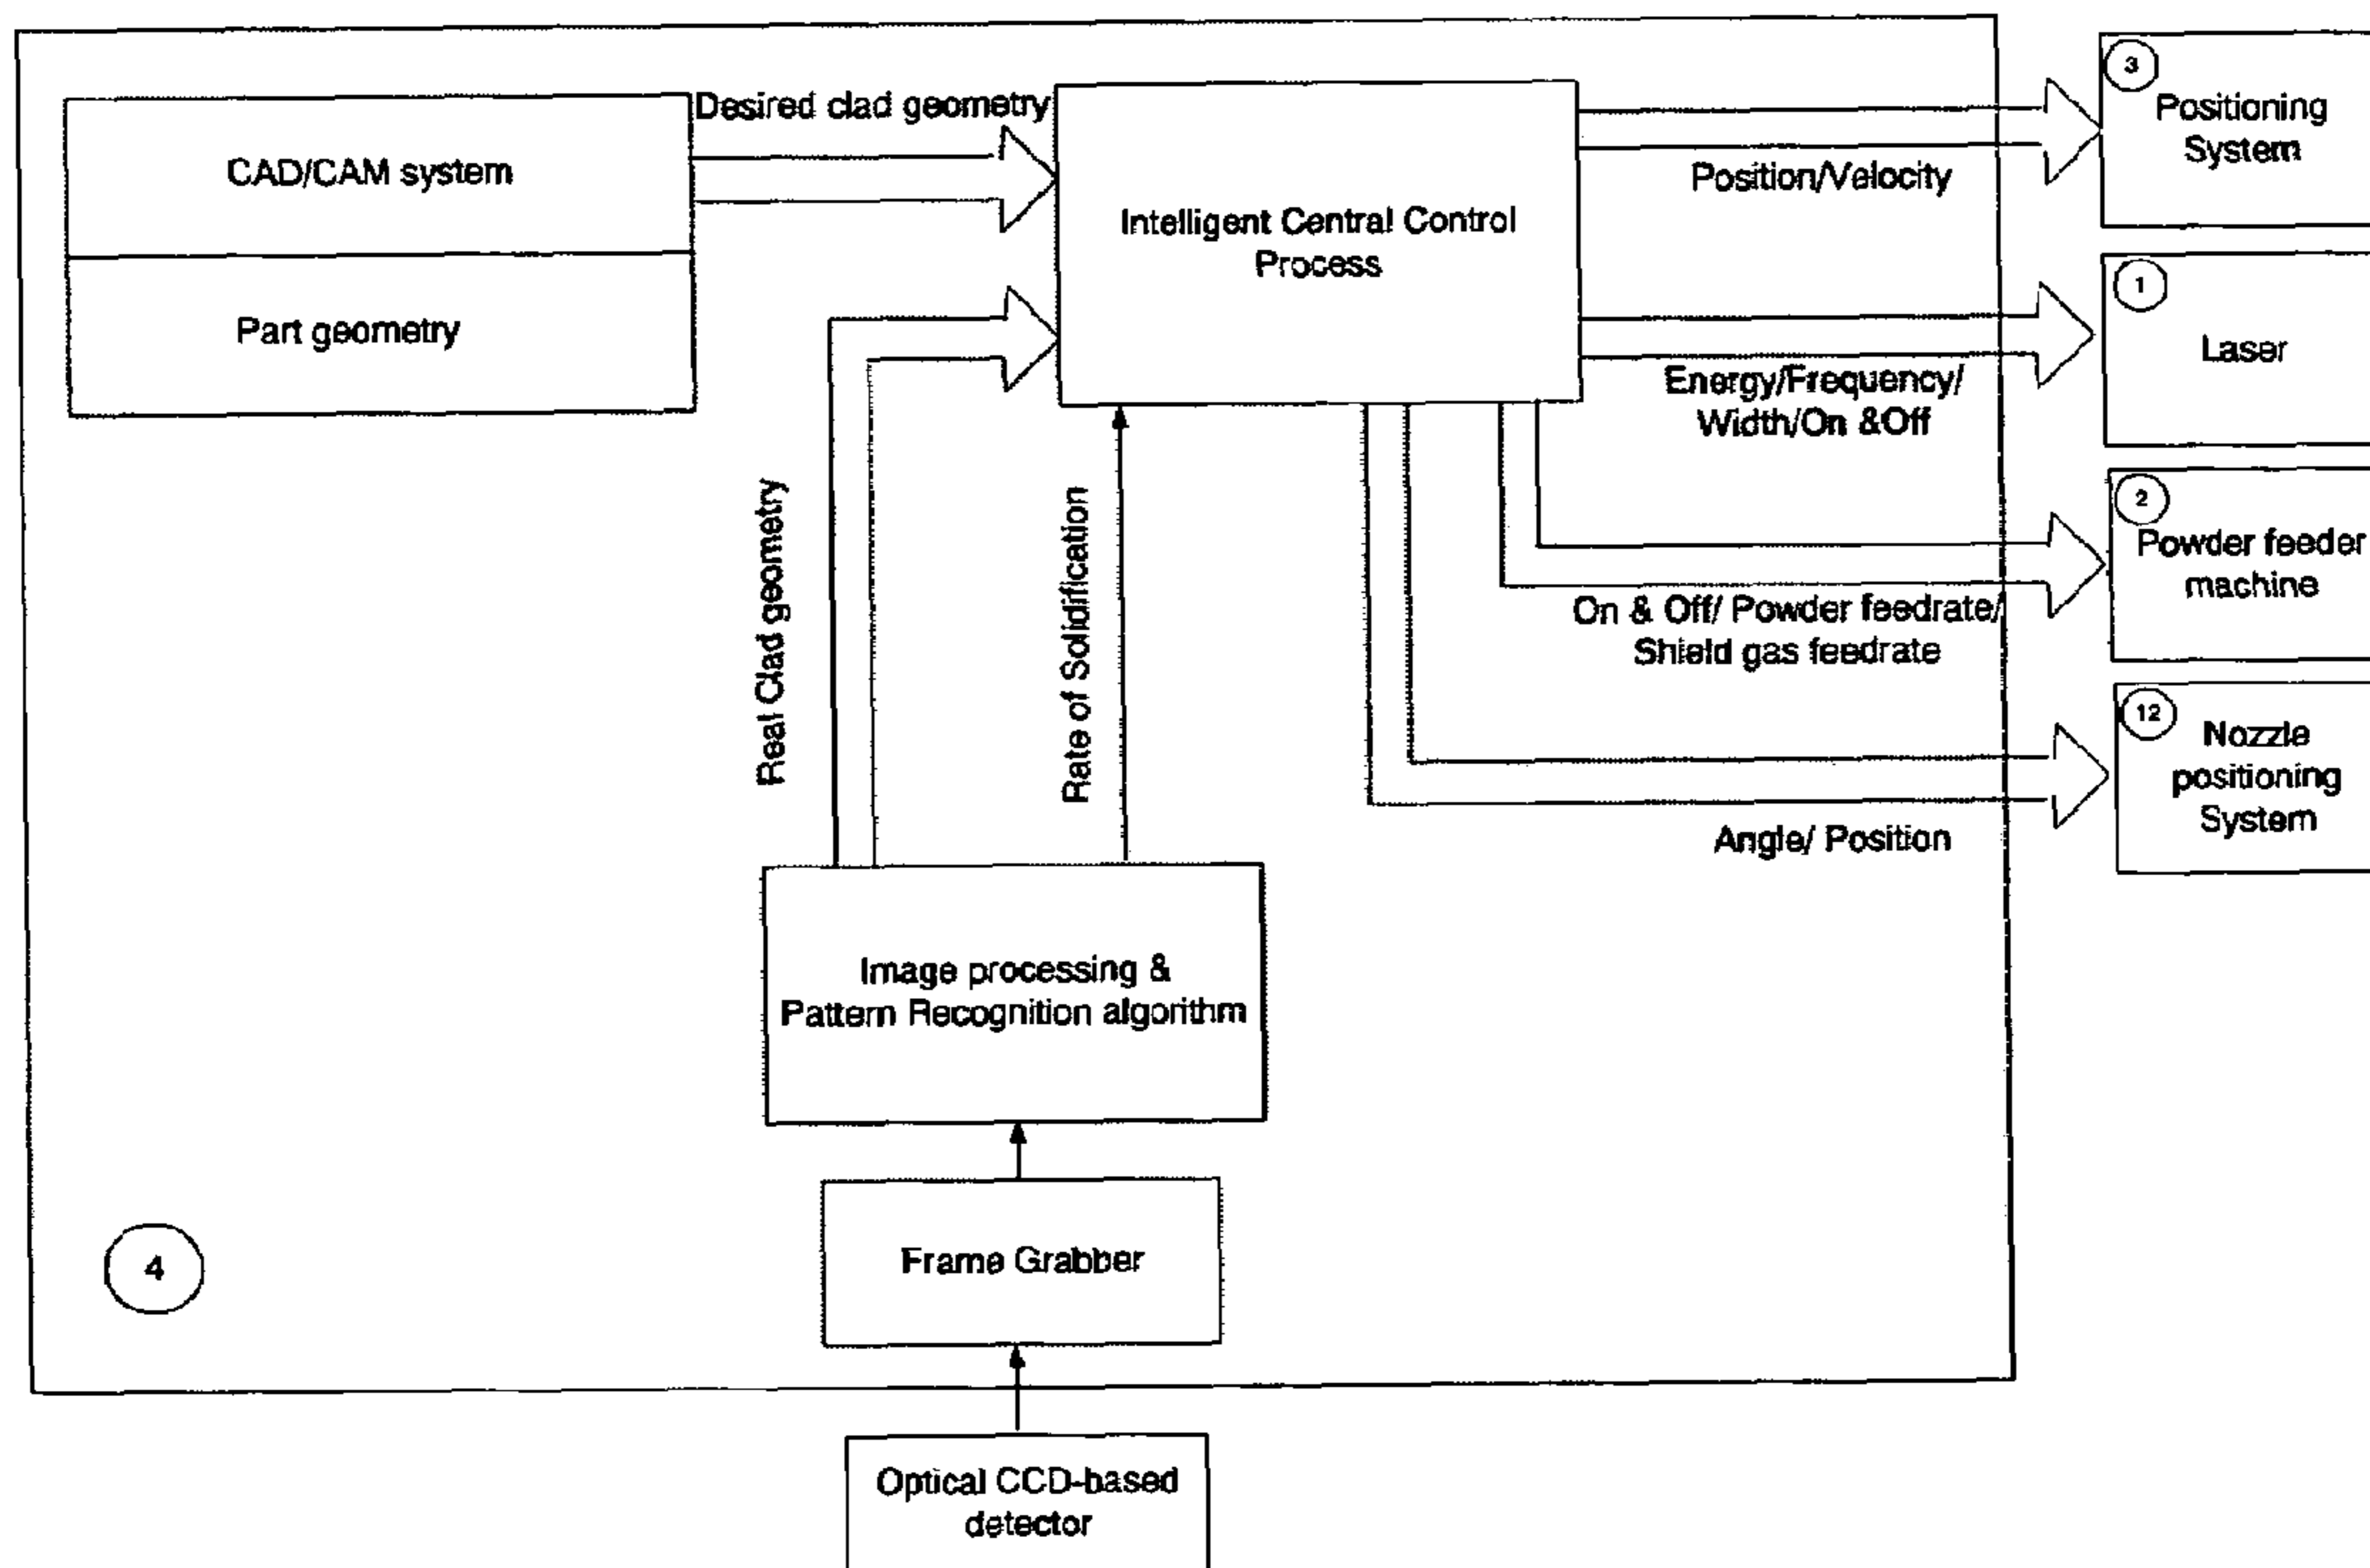 Desired clad geometry
CAD/CAM system
Part geometry
Intelligent Central Control
Process
Position/Velocity
3
Positioning
System
Energy/Frequency/
Width/On &Off
1
Laser
On & Off/ Powder feedrate/
Shield gas feedrate
2
Powder feeder
machine
Angle/ Position
12
Nozzle
positioning
System
Real Clad geometry
Rate of Solidification
Image processing &
Pattern Recognition algorithm
Frame Grabber
4
Optical CCD-based
detector